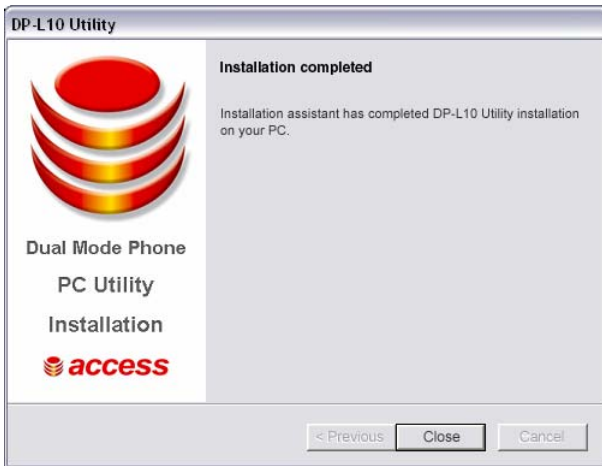 DP-L10 Utility
Installation completed
Installation assistant has completed DP-L10 Utility installation
on your PC.
Dual Mode Phone
PC Utility
Installation
access
< Previous
Close
Cancel